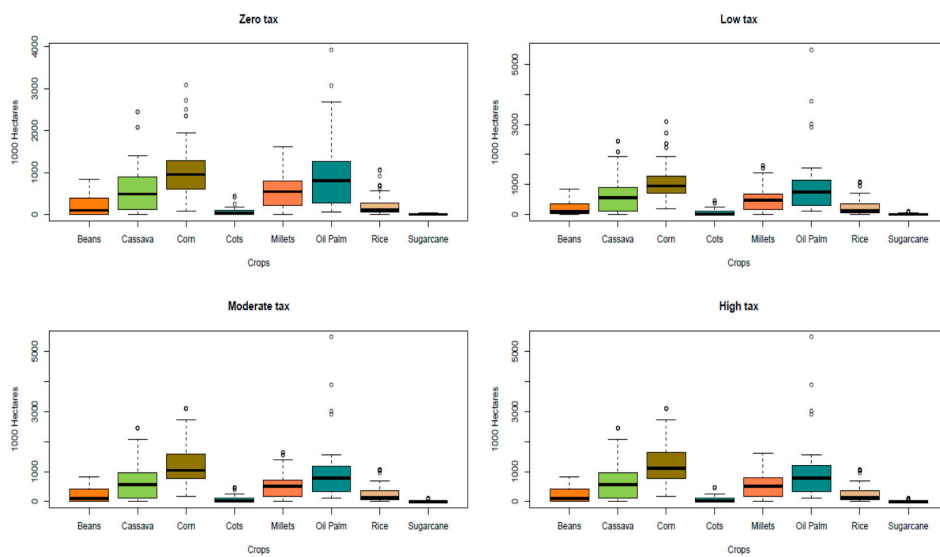 Zero tax
1000 Hectares
4000
3000
2000
1000
0
Beans Cassava Corn Cots Millets Oil Palm Rice Sugarcane
Crops
Low tax
1000 Hectares
5000
3000
1000
0
Beans Cassava Corn Cots Millets Oil Palm Rice Sugarcane
Crops
Moderate tax
1000 Hectares
5000
3000
1000
0
Beans Cassava Corn Cots Millets Oil Palm Rice Sugarcane
Crops
High tax
1000 Hectares
5000
3000
1000
0
Beans Cassava Corn Cots Millets Oil Palm Rice Sugarcane
Crops